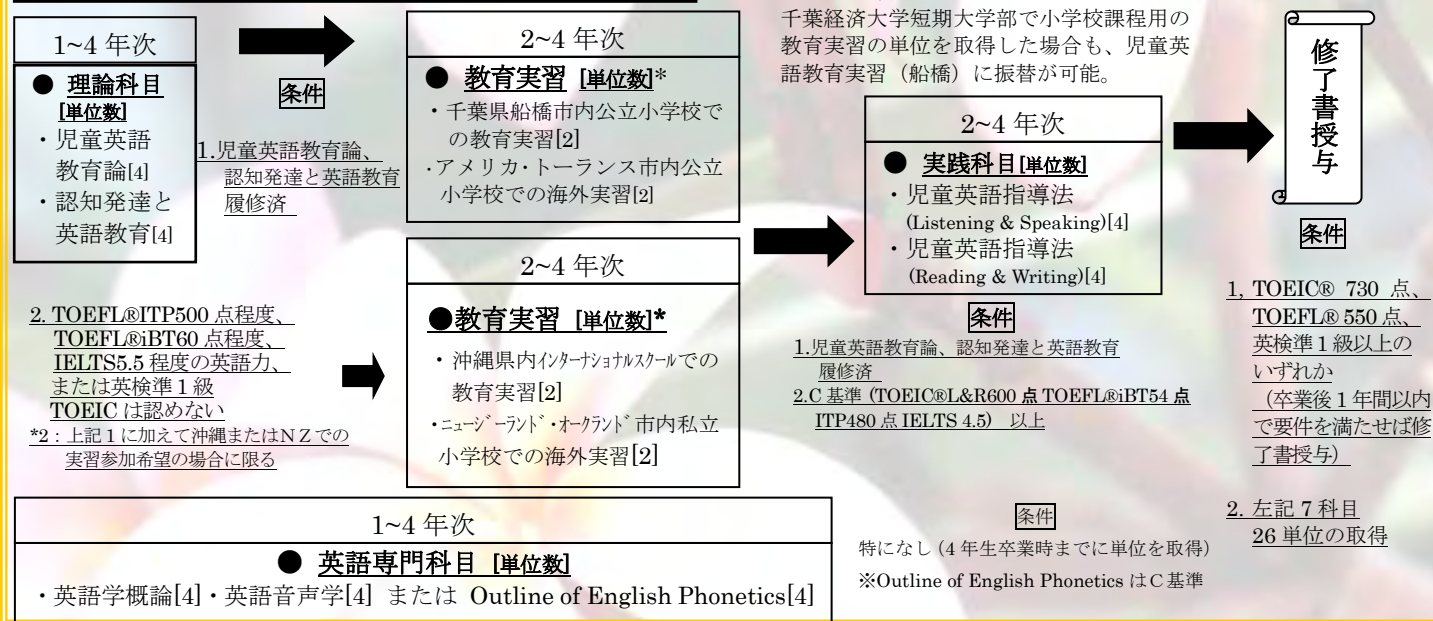 1~4 年次
● 理論科目
[単位数]
・児童英語
教育論[4]
・認知発達と
英語教育[4]
条件
1.児童英語教育論、
認知発達と英語教育
履修済
2~4 年次
● 教育実習 [単位数]*
・千葉県船橋市内公立小学校で
の教育実習[2]
・アメリカ・トーランス市内公立
小学校での海外実習[2]
千葉経済大学短期大学部で小学校課程用の
教育実習の単位を取得した場合も、児童英
語教育実習（船橋）に振替が可能。
2. TOEFL®ITP500 点程度、
TOEFL®iBT60 点程度、
IELTS5.5 程度の英語力、
または英検準 1 級
TOEIC は認めない
*2：上記 1 に加えて沖縄またはＮＺでの
実習参加希望の場合に限る
2~4 年次
●教育実習 [単位数]*
・沖縄県内ｲﾝﾀｰﾅｼｮﾅﾙｽｸｰﾙでの
教育実習[2]
・ﾆｭｰｼﾞｰﾗﾝﾄﾞ・ｵｰｸﾗﾝﾄﾞ市内私立
小学校での海外実習[2]
2~4 年次
● 実践科目[単位数]
・児童英語指導法
(Listening & Speaking)[4]
・児童英語指導法
(Reading & Writing)[4]
条件
1.児童英語教育論、認知発達と英語教育
履修済
2.C 基準 (TOEIC®L&R600 点 TOEFL®iBT54 点
ITP480 点 IELTS 4.5) 以上
修了書授与
条件
1, TOEIC® 730 点、
TOEFL® 550 点、
英検準 1 級以上の
いずれか
（卒業後 1 年間以内
で要件を満たせば修
了書授与）
2. 左記 7 科目
26 単位の取得
1~4 年次
● 英語専門科目 [単位数]
・英語学概論[4]・英語音声学[4] または Outline of English Phonetics[4]
条件
特になし（4 年生卒業時までに単位を取得）
※Outline of English Phonetics はＣ基準